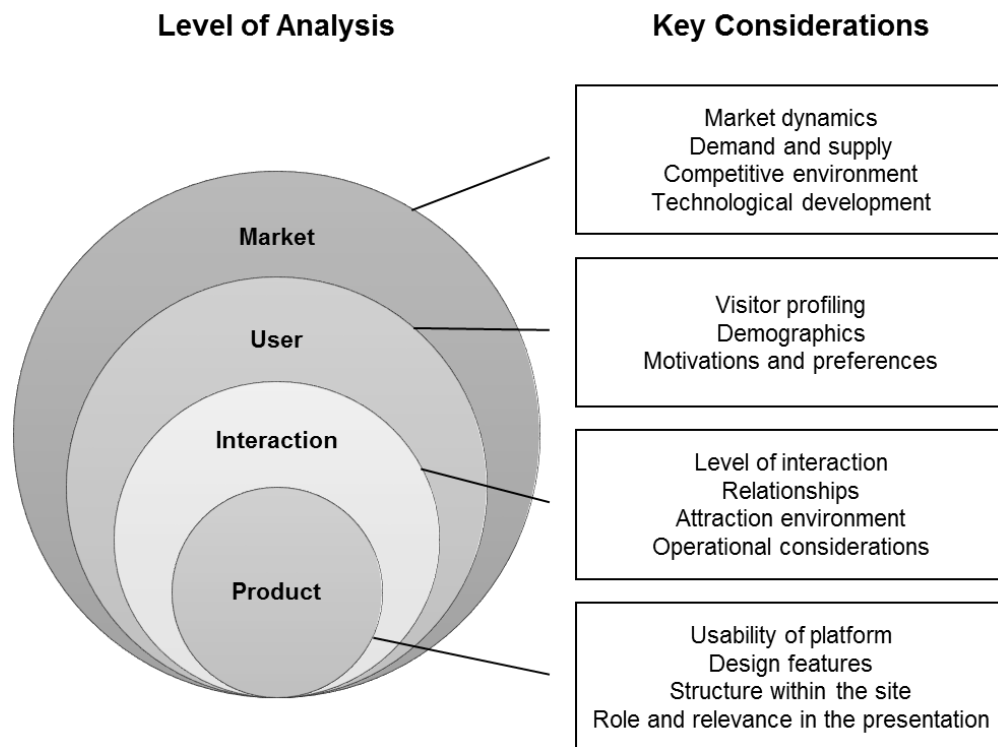 Level of Analysis
Key Considerations
Market
User
Interaction
Product
Market dynamics
Demand and supply
Competitive environment
Technological development
Visitor profiling
Demographics
Motivations and preferences
Level of interaction
Relationships
Attraction environment
Operational considerations
Usability of platform
Design features
Structure within the site
Role and relevance in the presentation